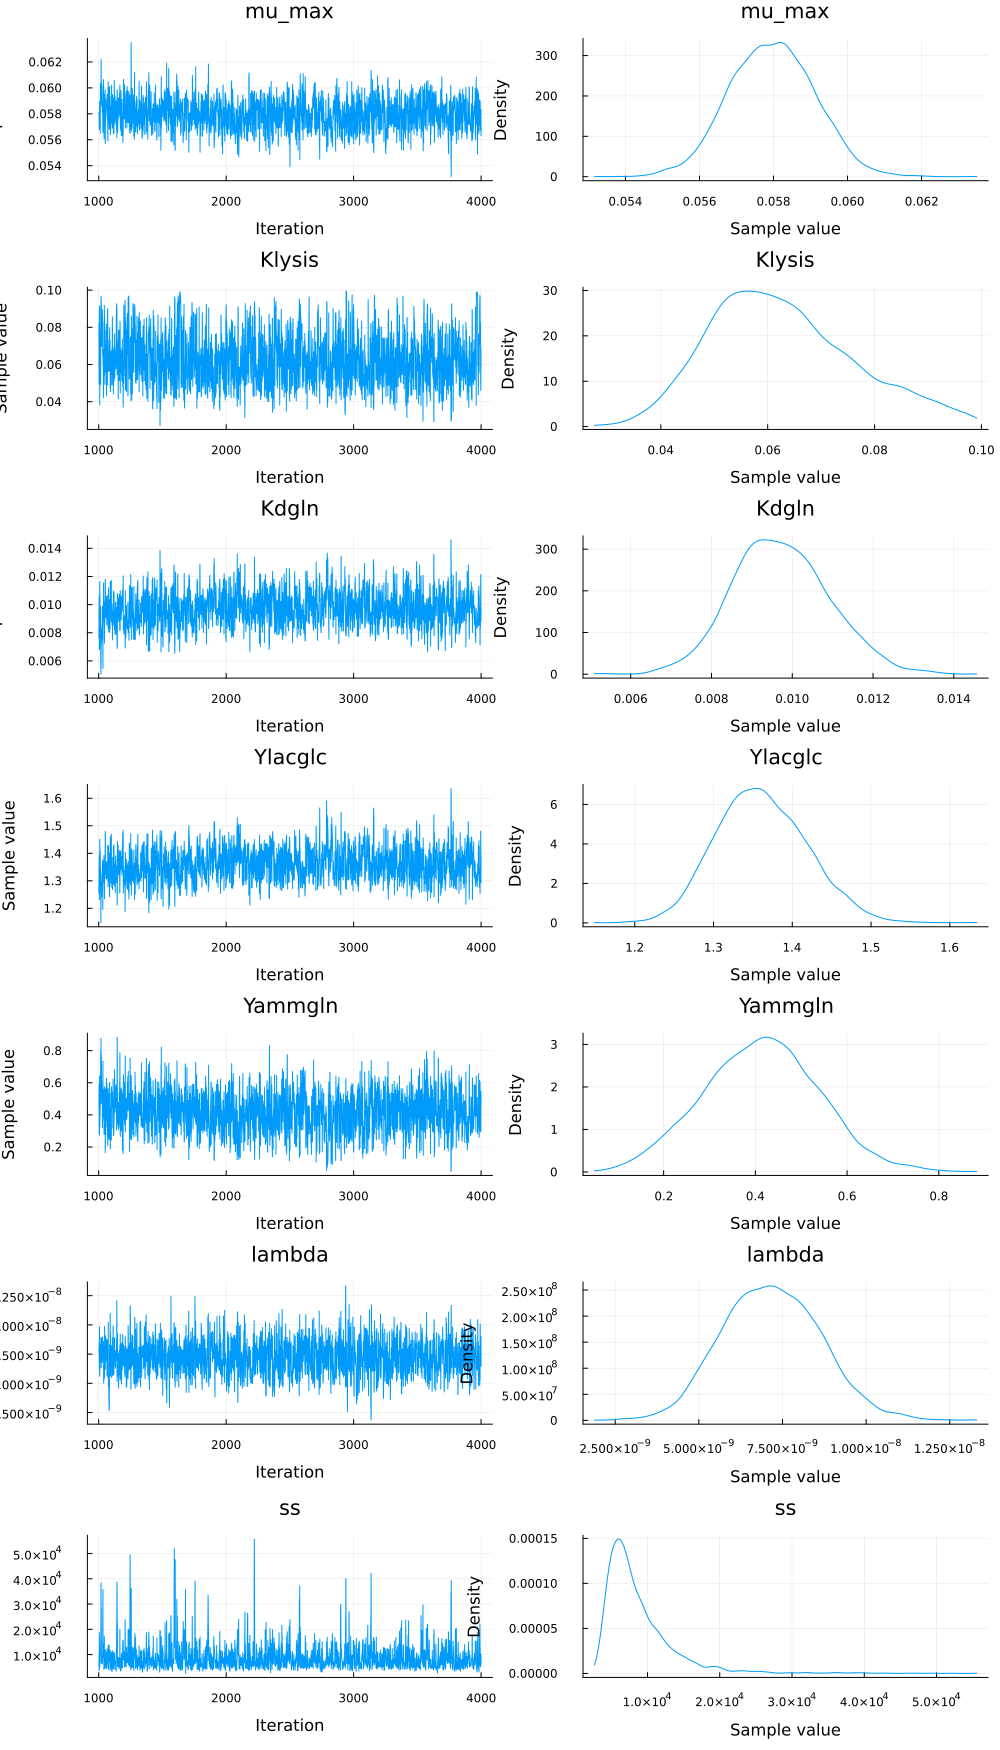 mu_max mu_max
0.062
0.060
0.058
0.056
0.054
1000 2000 3000 4000
Iteration
Density
300
200
100
0
0.054 0.056 0.058 0.060 0.062
Sample value
Klysis Klysis
Sample value
0.10
0.08
0.06
0.04
1000 2000 3000 4000
Iteration
Density
30
20
10
0
0.04 0.06 0.08 0.10
Sample value
Kdgln Kdgln
0.014
0.012
0.010
0.008
0.006
1000 2000 3000 4000
Iteration
Density
300
200
100
0
0.006 0.008 0.010 0.012 0.014
Sample value
Ylacglc Ylacglc
Sample value
1.6
1.5
1.4
1.3
1.2
1000 2000 3000 4000
Iteration
Density
6
4
2
0
1.2 1.3 1.4 1.5 1.6
Sample value
Yammgln Yammgln
Sample value
0.8
0.6
0.4
0.2
1000 2000 3000 4000
Iteration
Density
3
2
1
0
0.2 0.4 0.6 0.8
Sample value
lambda lambda
.250×10⁻⁸
.000×10⁻⁸
.500×10⁻⁹
.000×10⁻⁹
.500×10⁻⁹
1000 2000 3000 4000
Iteration
Density
2.50×10⁸
2.00×10⁸
1.50×10⁸
1.00×10⁸
5.00×10⁷
0
2.500×10⁻⁹ 5.000×10⁻⁹ 7.500×10⁻⁹ 1.000×10⁻⁸ 1.250×10⁻⁸
Sample value
ss ss
5.0×10⁴
4.0×10⁴
3.0×10⁴
2.0×10⁴
1.0×10⁴
1000 2000 3000 4000
Iteration
Density
0.00015
0.00010
0.00005
0.00000
1.0×10⁴ 2.0×10⁴ 3.0×10⁴ 4.0×10⁴ 5.0×10⁴
Sample value